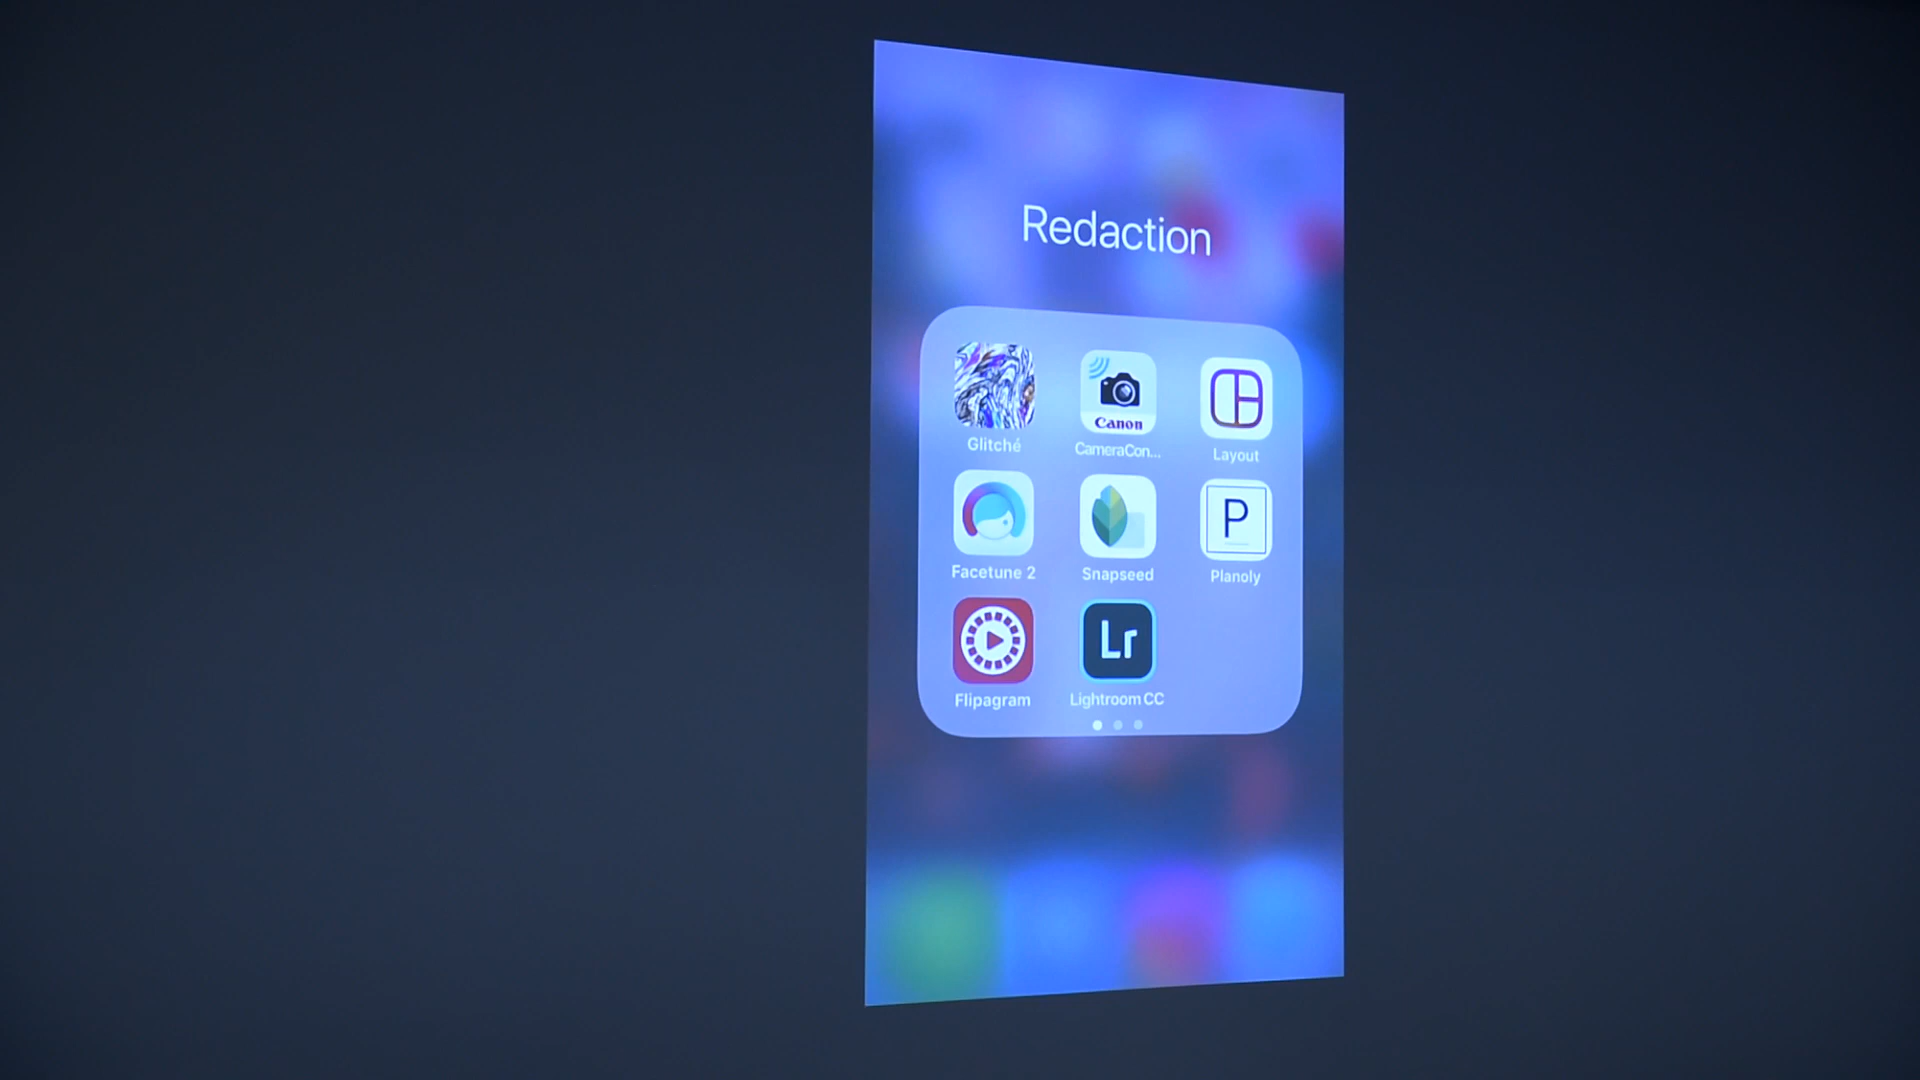 Redaction
Canon
Glitché
CameraCon...
Layout
P
Facetune 2
Snapseed
Planoly
Lr
Flipagram
Lightroom CC